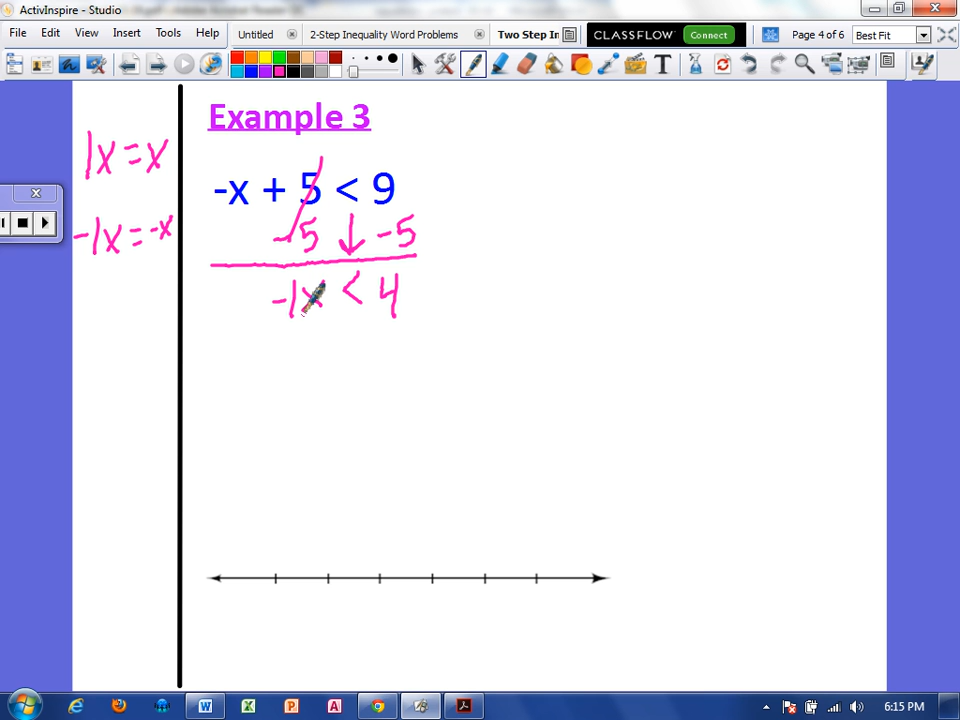 ActivInspire - Studio
File Edit View Insert Tools Help Untitled 2-Step Inequality Word Problems Two Step In CLASSFLOW Connect Page 4 of 6 Best Fit
Example 3
1x = x
-x + 5 < 9
-1x = -x
-5 ↓ -5
-1x < 4
6:15 PM